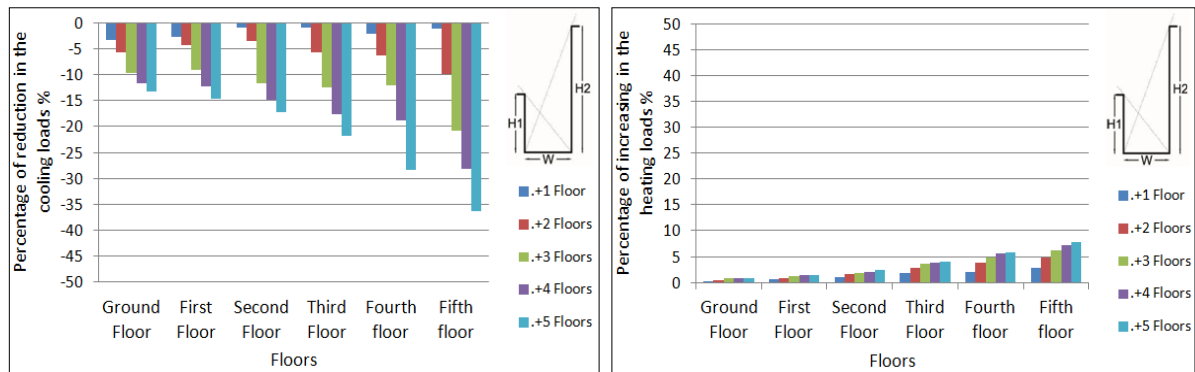 Percentage of reduction in the
cooling loads %
0
-5
-10
-15
-20
-25
-30
-35
-40
-45
-50
Ground
Floor
First
Floor
Second
Floor
Third
Floor
Fourth
floor
Fifth
floor
Floors
H1
H2
W
.+1 Floor
.+2 Floors
.+3 Floors
.+4 Floors
.+5 Floors
Percentage of increasing in the
heating loads %
50
45
40
35
30
25
20
15
10
5
0
Ground
Floor
First
Floor
Second
Floor
Third
Floor
Fourth
floor
Fifth
floor
Floors
H1
H2
W
.+1 Floor
.+2 Floors
.+3 Floors
.+4 Floors
.+5 Floors